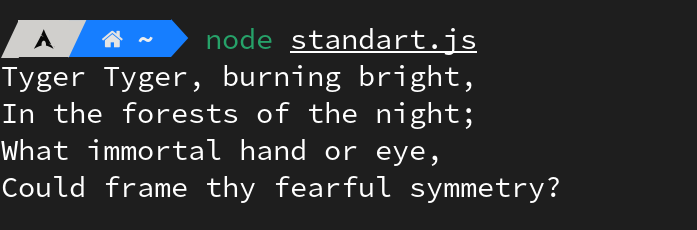 ~ node standart.js
Tyger Tyger, burning bright,
In the forests of the night;
What immortal hand or eye,
Could frame thy fearful symmetry?